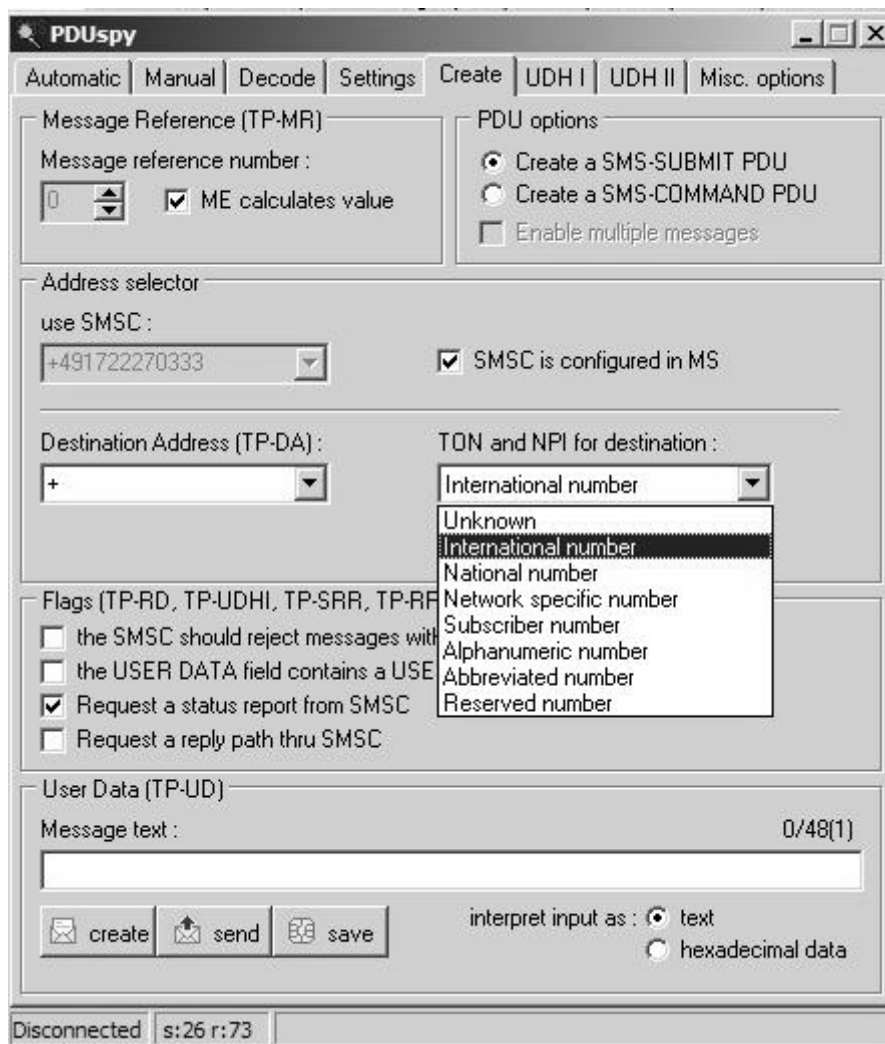 PDUspy
Automatic Manual Decode Settings Create UDH I UDH II Misc. options
Message Reference (TP-MR)
Message reference number :
0
ME calculates value
PDU options
Create a SMS-SUBMIT PDU
Create a SMS-COMMAND PDU
Enable multiple messages
Address selector
use SMSC :
+491722270333
SMSC is configured in MS
Destination Address (TP-DA) :
+
TON and NPI for destination :
International number
Unknown
International number
National number
Network specific number
Subscriber number
Alphanumeric number
Abbreviated number
Reserved number
Flags (TP-RD, TP-UDHI, TP-SRR, TP-RP
the SMSC should reject messages with
the USER DATA field contains a USE
Request a status report from SMSC
Request a reply path thru SMSC
User Data (TP-UD)
Message text :
0/48(1)
create send save
interpret input as : text
hexadecimal data
Disconnected s:26 r:73